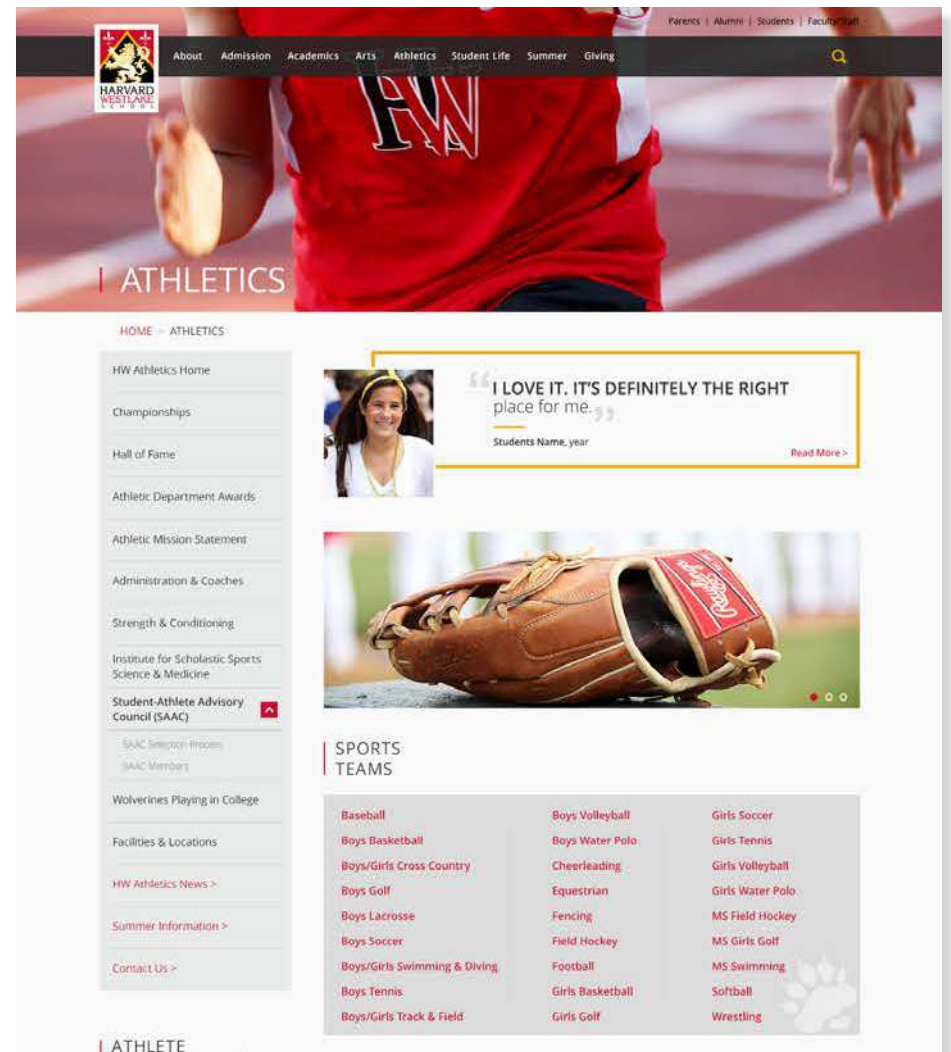 Parents | Alumni | Students | Faculty/Staff
HARVARD
WESTLAKE
SCHOOL
About Admission Academics Arts Athletics Student Life Summer Giving
HW
ATHLETICS
HOME – ATHLETICS
HW Athletics Home
Championships
Hall of Fame
Athletic Department Awards
Athletic Mission Statement
Administration & Coaches
Strength & Conditioning
Institute for Scholastic Sports
Science & Medicine
Student-Athlete Advisory
Council (SAAC)
SAAC Selection Process
SAAC Members
Wolverines Playing in College
Facilities & Locations
HW Athletics News >
Summer Information >
Contact Us >
ATHLETE
“I LOVE IT. IT'S DEFINITELY THE RIGHT
place for me.”
Students Name, year
Read More >
Rawlings
SPORTS
TEAMS
Baseball
Boys Basketball
Boys/Girls Cross Country
Boys Golf
Boys Lacrosse
Boys Soccer
Boys/Girls Swimming & Diving
Boys Tennis
Boys/Girls Track & Field
Boys Volleyball
Boys Water Polo
Cheerleading
Equestrian
Fencing
Field Hockey
Football
Girls Basketball
Girls Golf
Girls Soccer
Girls Tennis
Girls Volleyball
Girls Water Polo
MS Field Hockey
MS Girls Golf
MS Swimming
Softball
Wrestling